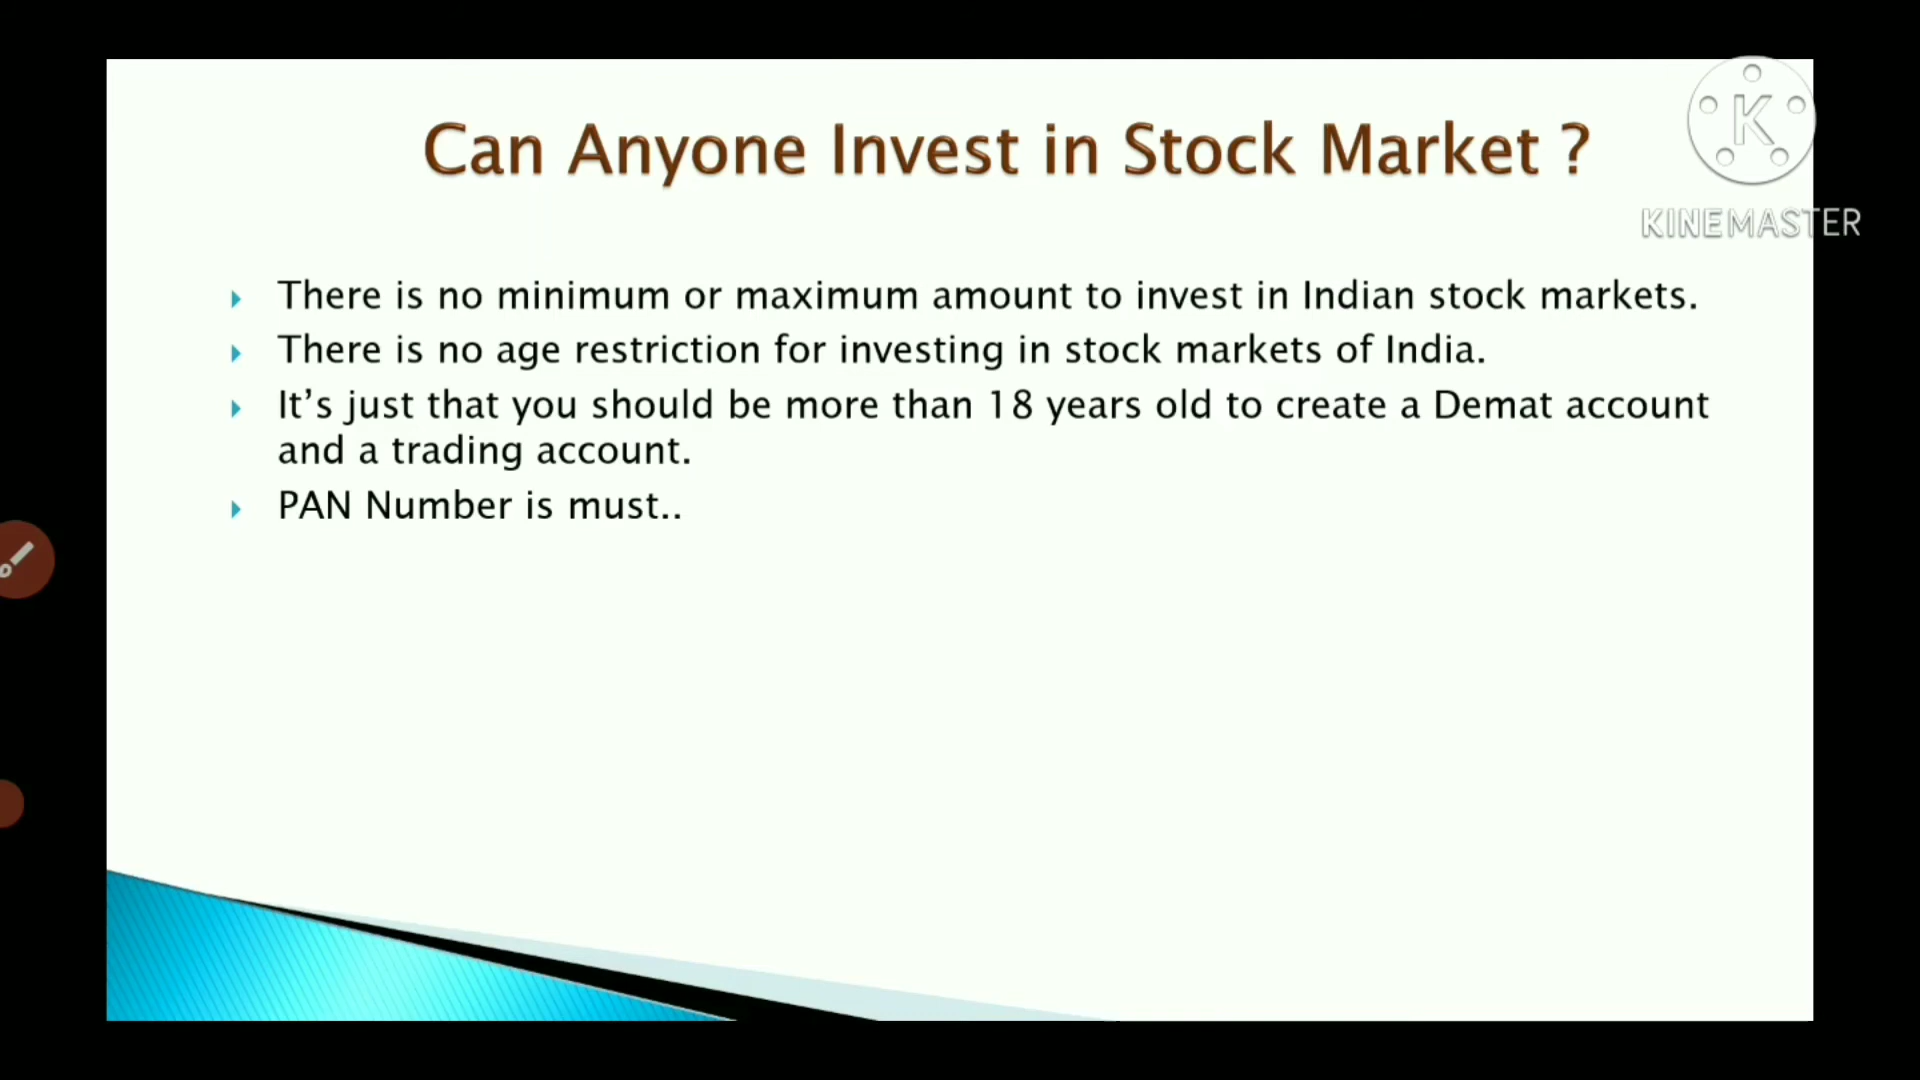 Can Anyone Invest in Stock Market ?
K
KINEMASTER
There is no minimum or maximum amount to invest in Indian stock markets.
There is no age restriction for investing in stock markets of India.
It’s just that you should be more than 18 years old to create a Demat account
and a trading account.
PAN Number is must..